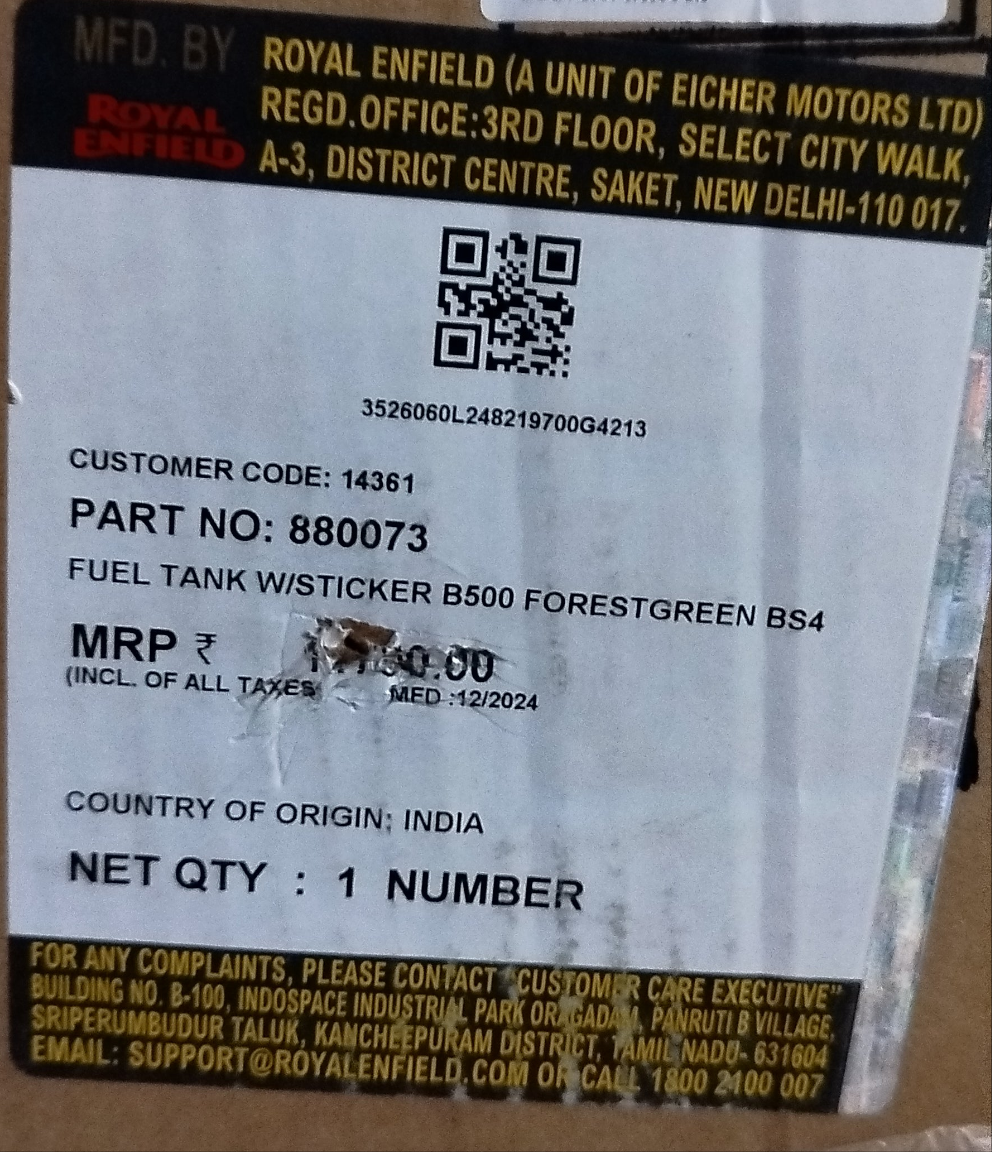 MFD. BY
ROYAL ENFIELD
ROYAL ENFIELD (A UNIT OF EICHER MOTORS LTD)
REGD.OFFICE:3RD FLOOR, SELECT CITY WALK,
A-3, DISTRICT CENTRE, SAKET, NEW DELHI-110 017.
3526060L248219700G4213
CUSTOMER CODE: 14361
PART NO: 880073
FUEL TANK W/STICKER B500 FORESTGREEN BS4
MRP ₹
(INCL. OF ALL TAXES
MFD :12/2024
COUNTRY OF ORIGIN: INDIA
NET QTY : 1 NUMBER
FOR ANY COMPLAINTS, PLEASE CONTACT "CUSTOMER CARE EXECUTIVE"
BUILDING NO. B-100, INDOSPACE INDUSTRIAL PARK ORAGADAM, PANRUTI B VILLAGE,
SRIPERUMBUDUR TALUK, KANCHEEPURAM DISTRICT, TAMIL NADU- 631604
EMAIL: SUPPORT@ROYALENFIELD.COM OR CALL 1800 2100 007